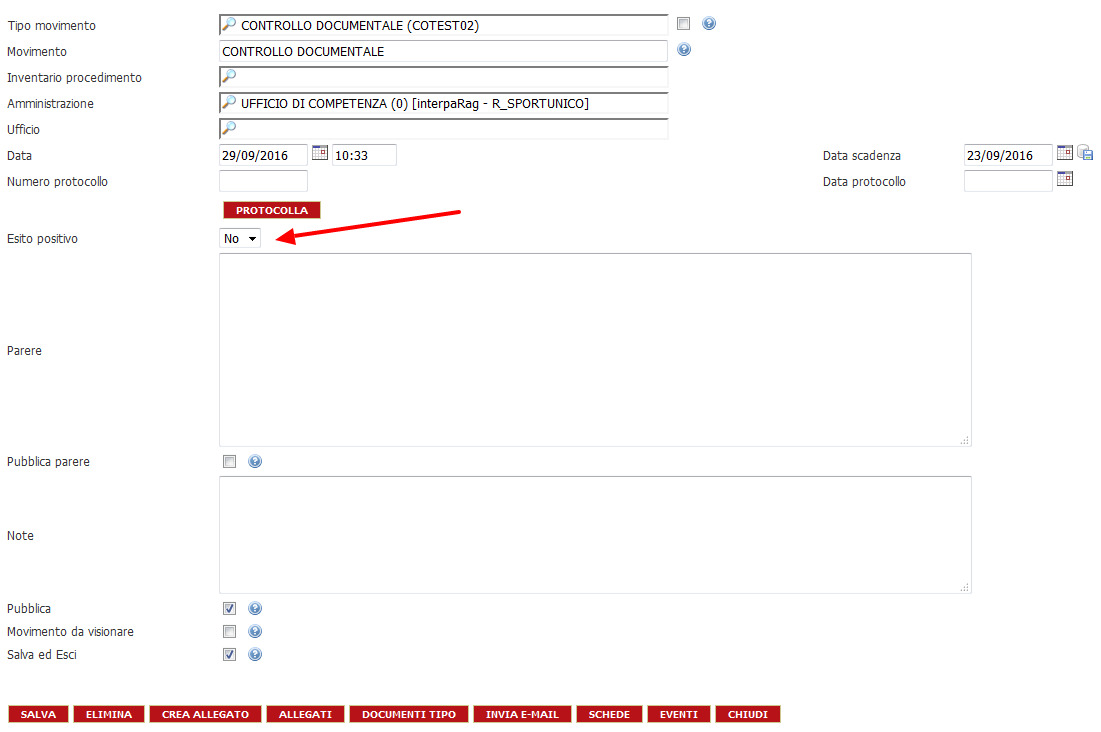 Tipo movimento CONTROLLO DOCUMENTALE (COTEST02)
Movimento CONTROLLO DOCUMENTALE
Inventario procedimento
Amministrazione UFFICIO DI COMPETENZA (0) [interpaRag - R_SPORTUNICO]
Ufficio
Data 29/09/2016 10:33 Data scadenza 23/09/2016
Numero protocollo Data protocollo
PROTOCOLLA
Esito positivo No
Parere
Pubblica parere
Note
Pubblica
Movimento da visionare
Salva ed Esci
SALVA ELIMINA CREA ALLEGATO ALLEGATI DOCUMENTI TIPO INVIA E-MAIL SCHEDE EVENTI CHIUDI